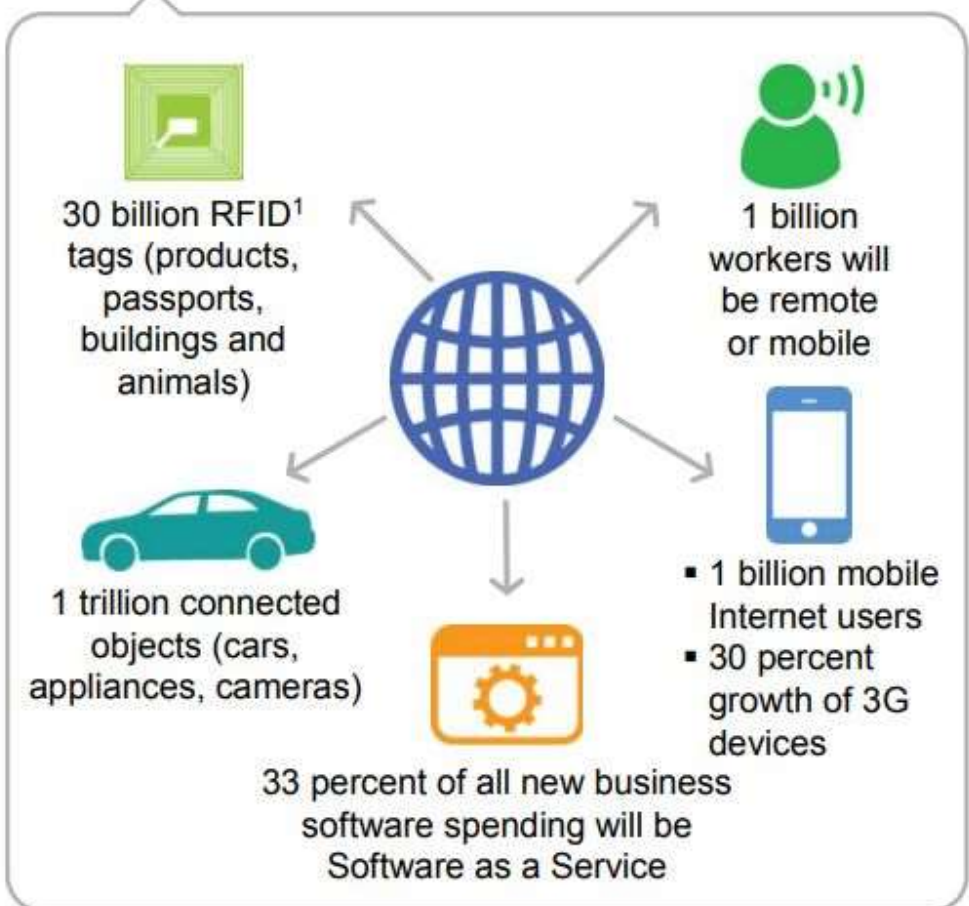 30 billion RFID¹
tags (products,
passports,
buildings and
animals)
1 billion
workers will
be remote
or mobile
1 trillion connected
objects (cars,
appliances, cameras)
▪ 1 billion mobile
Internet users
▪ 30 percent
growth of 3G
devices
33 percent of all new business
software spending will be
Software as a Service